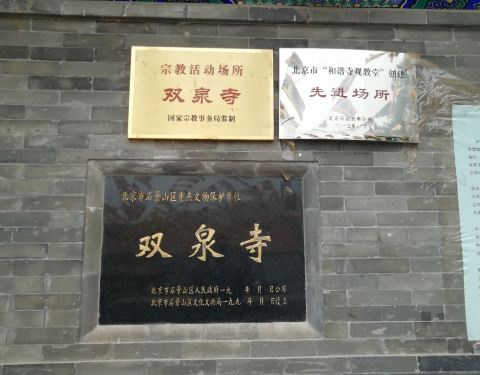 宗教活动场所
双泉寺
国家宗教事务局监制
北京市“和谐寺观教堂”创建
先进场所
北京市石景山区重点文物保护单位
双泉寺
北京市石景山区人民政府一九 年 月 日公布
北京市石景山区文化文物局一九九 年 月 日设立